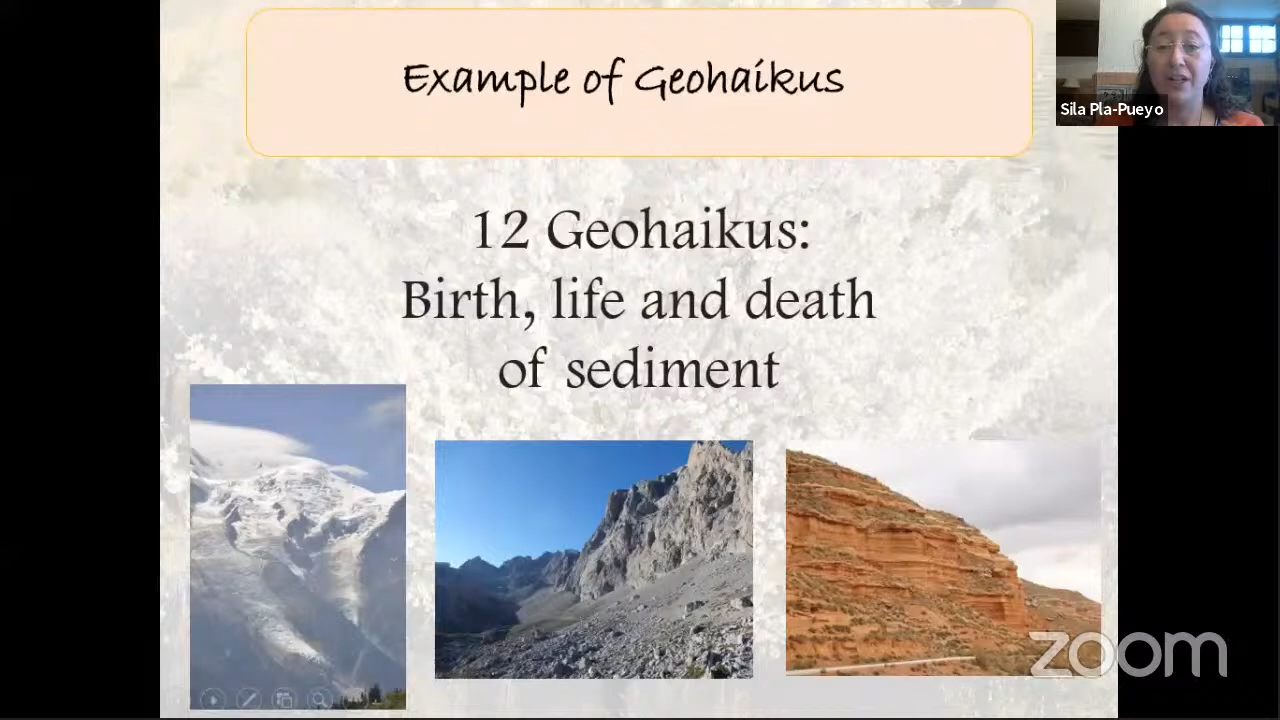 Example of Geohaikus
Sila Pla-Pueyo
12 Geohaikus:
Birth, life and death
of sediment
zoom